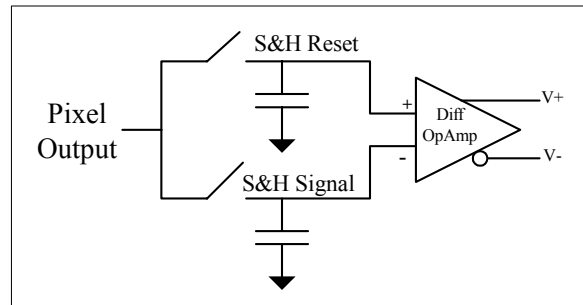 S&H Reset
Pixel
Output
+
Diff
OpAmp
-
V+
V-
S&H Signal